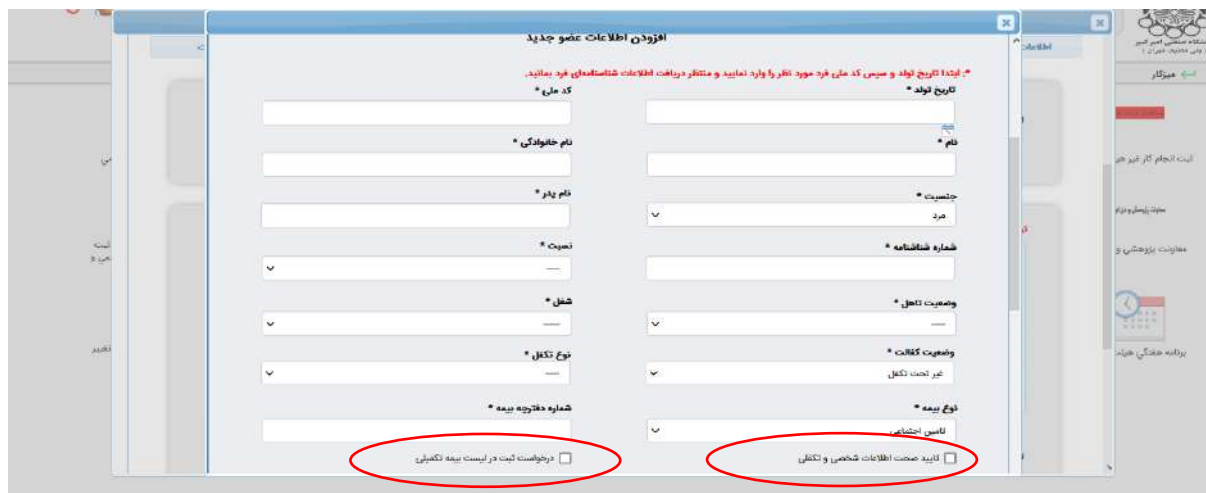 افزودن اطلاعات عضو جدید
*: ابتدا تاریخ تولد و سپس کد ملی فرد مورد نظر را وارد نمایید و منتظر دریافت اطلاعات شناسنامه‌ای فرد بمانید.
تاریخ تولد * کد ملی *
نام * نام خانوادگی *
جنسیت * نام پدر *
مرد
شماره شناسنامه * نسبت *
----
وضعیت تاهل * شغل *
---- ----
وضعیت کفالت * نوع تکفل *
غیر تحت تکفل ----
نوع بیمه * شماره دفترچه بیمه *
تامین اجتماعی
تایید صحت اطلاعات شخصی و تکفلی درخواست ثبت در لیست بیمه تکمیلی
میزکار
ثبت انجام کار غیر
معاونت پژوهشی و
برنامه هفتگی
ثبت
تغییر